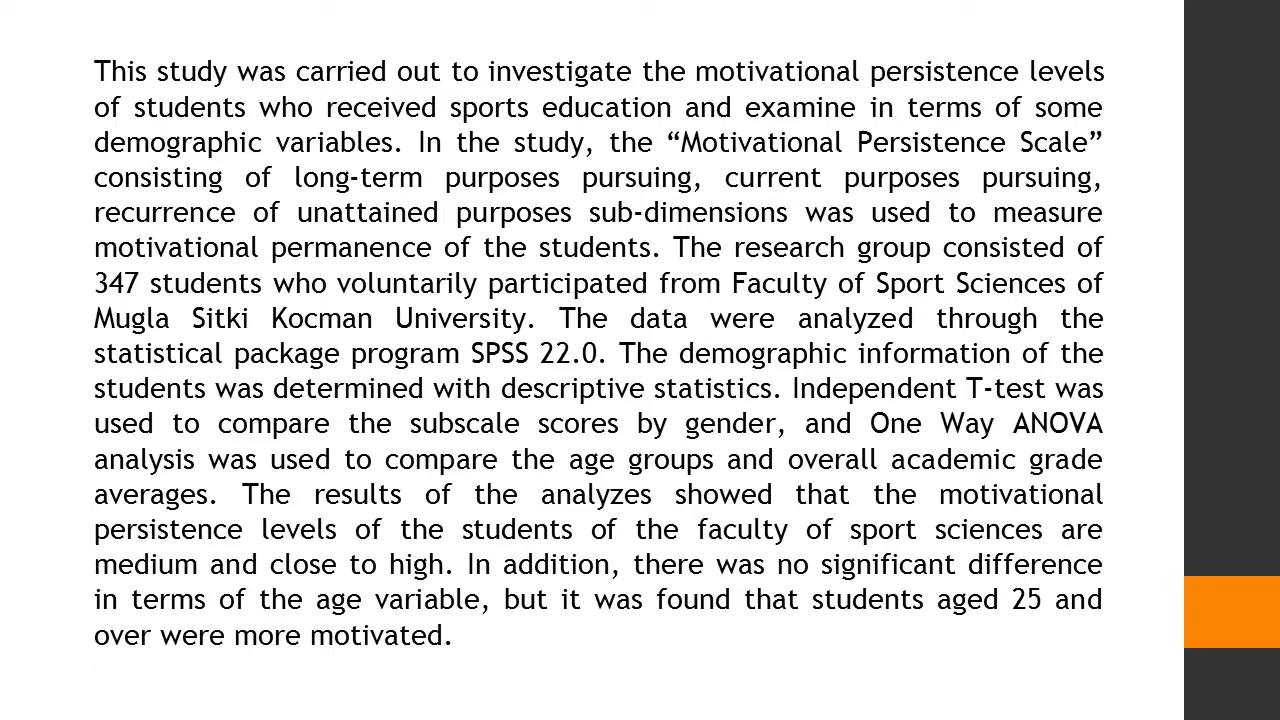 This study was carried out to investigate the motivational persistence levels
of students who received sports education and examine in terms of some
demographic variables. In the study, the “Motivational Persistence Scale”
consisting of long-term purposes pursuing, current purposes pursuing,
recurrence of unattained purposes sub-dimensions was used to measure
motivational permanence of the students. The research group consisted of
347 students who voluntarily participated from Faculty of Sport Sciences of
Mugla Sitki Kocman University. The data were analyzed through the
statistical package program SPSS 22.0. The demographic information of the
students was determined with descriptive statistics. Independent T-test was
used to compare the subscale scores by gender, and One Way ANOVA
analysis was used to compare the age groups and overall academic grade
averages. The results of the analyzes showed that the motivational
persistence levels of the students of the faculty of sport sciences are
medium and close to high. In addition, there was no significant difference
in terms of the age variable, but it was found that students aged 25 and
over were more motivated.